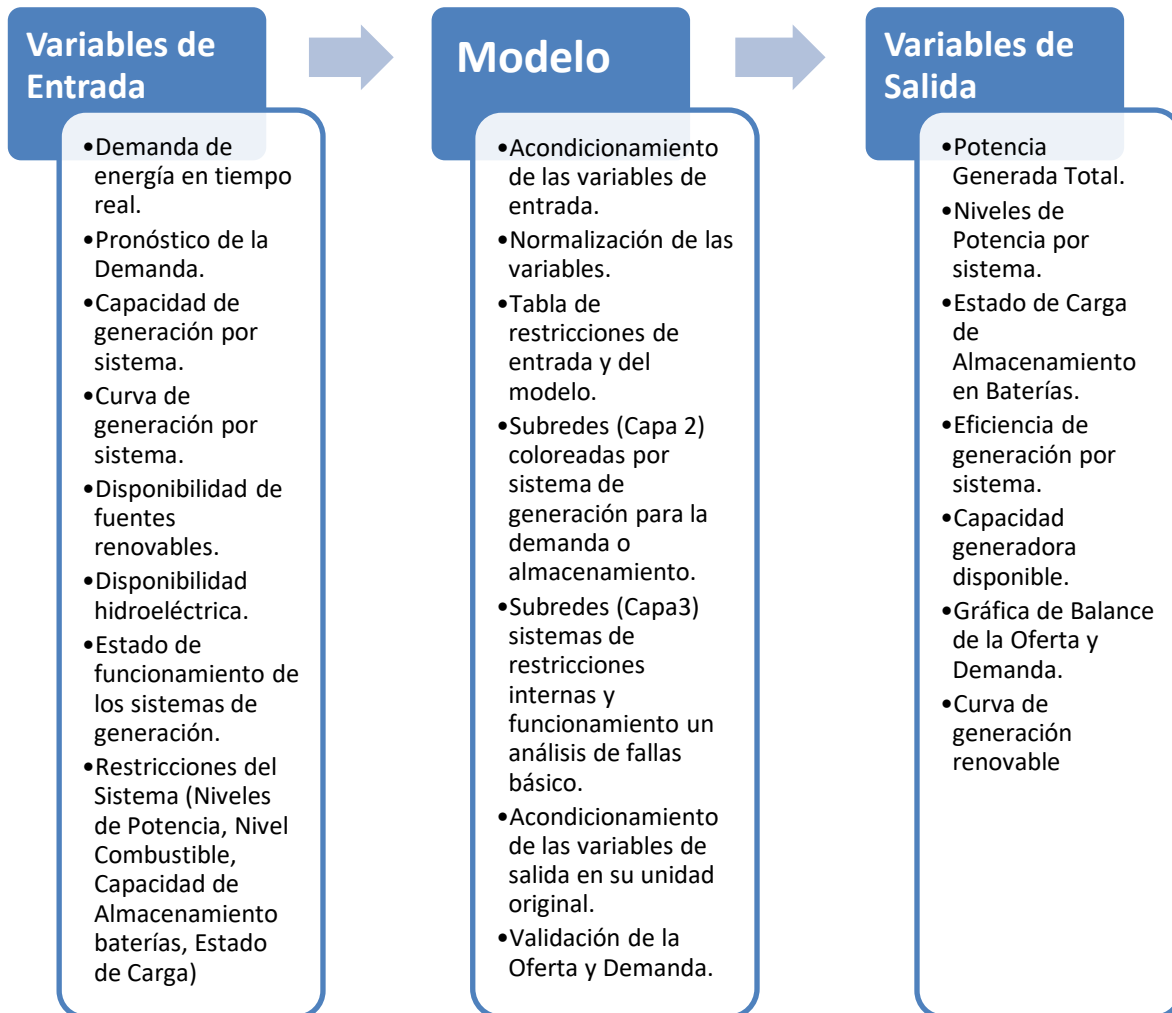 Variables de
Entrada
•Demanda de
energía en tiempo
real.
•Pronóstico de la
Demanda.
•Capacidad de
generación por
sistema.
•Curva de
generación por
sistema.
•Disponibilidad de
fuentes
renovables.
•Disponibilidad
hidroeléctrica.
•Estado de
funcionamiento de
los sistemas de
generación.
•Restricciones del
Sistema (Niveles
de Potencia, Nivel
Combustible,
Capacidad de
Almacenamiento
baterías, Estado
de Carga)
Modelo
•Acondicionamiento
de las variables de
entrada.
•Normalización de las
variables.
•Tabla de
restricciones de
entrada y del
modelo.
•Subredes (Capa 2)
coloreadas por
sistema de
generación para la
demanda o
almacenamiento.
•Subredes (Capa3)
sistemas de
restricciones
internas y
funcionamiento un
análisis de fallas
básico.
•Acondicionamiento
de las variables de
salida en su unidad
original.
•Validación de la
Oferta y Demanda.
Variables de
Salida
•Potencia
Generada Total.
•Niveles de
Potencia por
sistema.
•Estado de Carga
de
Almacenamiento
en Baterías.
•Eficiencia de
generación por
sistema.
•Capacidad
generadora
disponible.
•Gráfica de Balance
de la Oferta y
Demanda.
•Curva de
generación
renovable